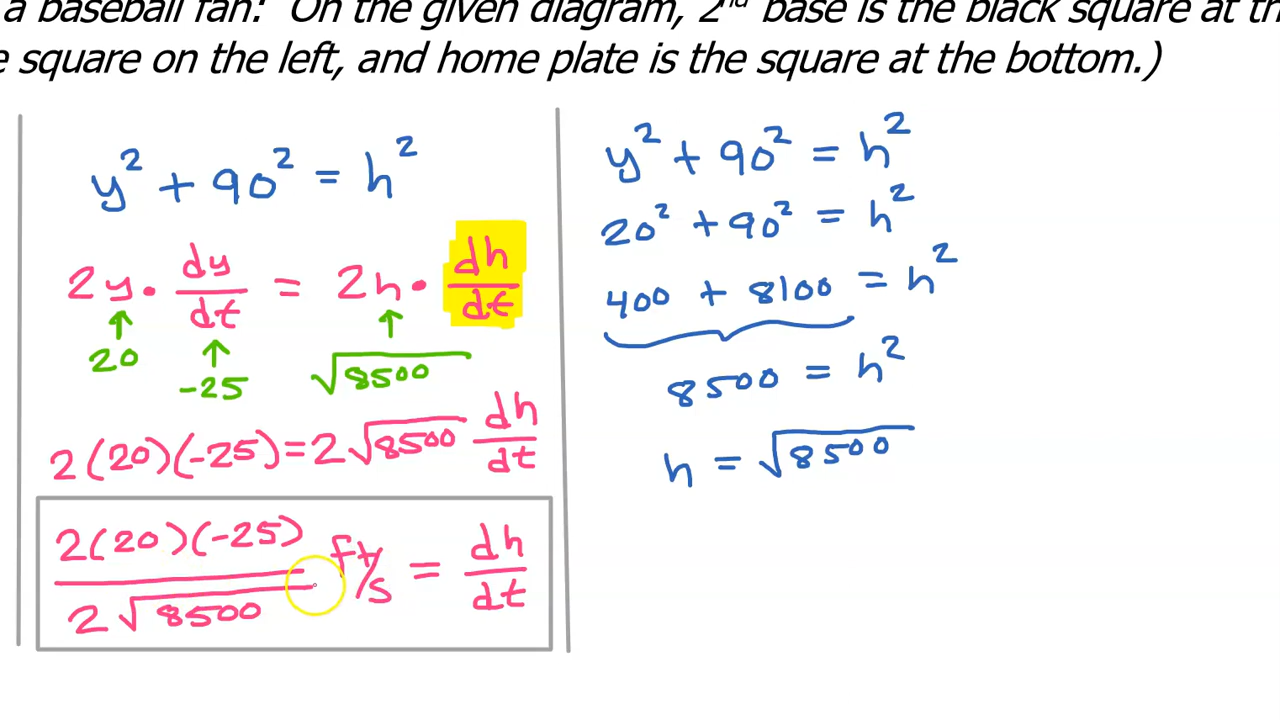 a baseball fan: On the given diagram, 2nd base is the black square at
square on the left, and home plate is the square at the bottom.)
y² + 90² = h²
2y · dy/dt = 2h · dh/dt
↑ ↑ ↑
20 -25 √8500
2(20)(-25) = 2√8500 dh/dt
2(20)(-25) / 2√8500 ft/s = dh/dt
y² + 90² = h²
20² + 90² = h²
400 + 8100 = h²
8500 = h²
h = √8500